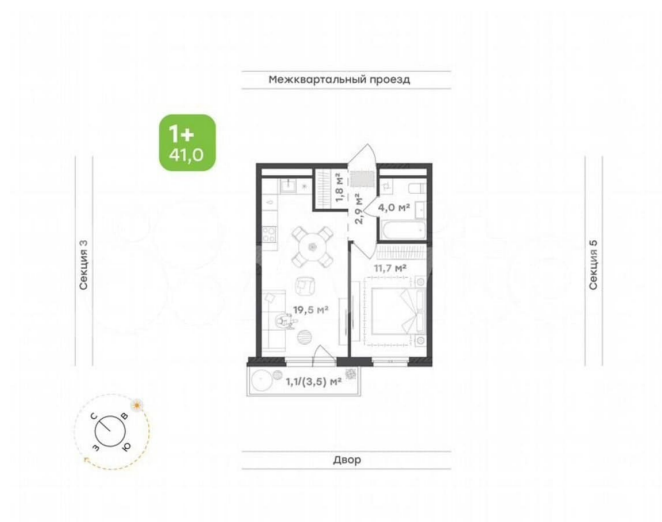 Межквартальный проезд
1+
41,0
1,8 м²
2,9 м²
4,0 м²
Секция 3
Секция 5
11,7 м²
19,5 м²
1,1/(3,5) м²
С
В
З
Ю
Двор